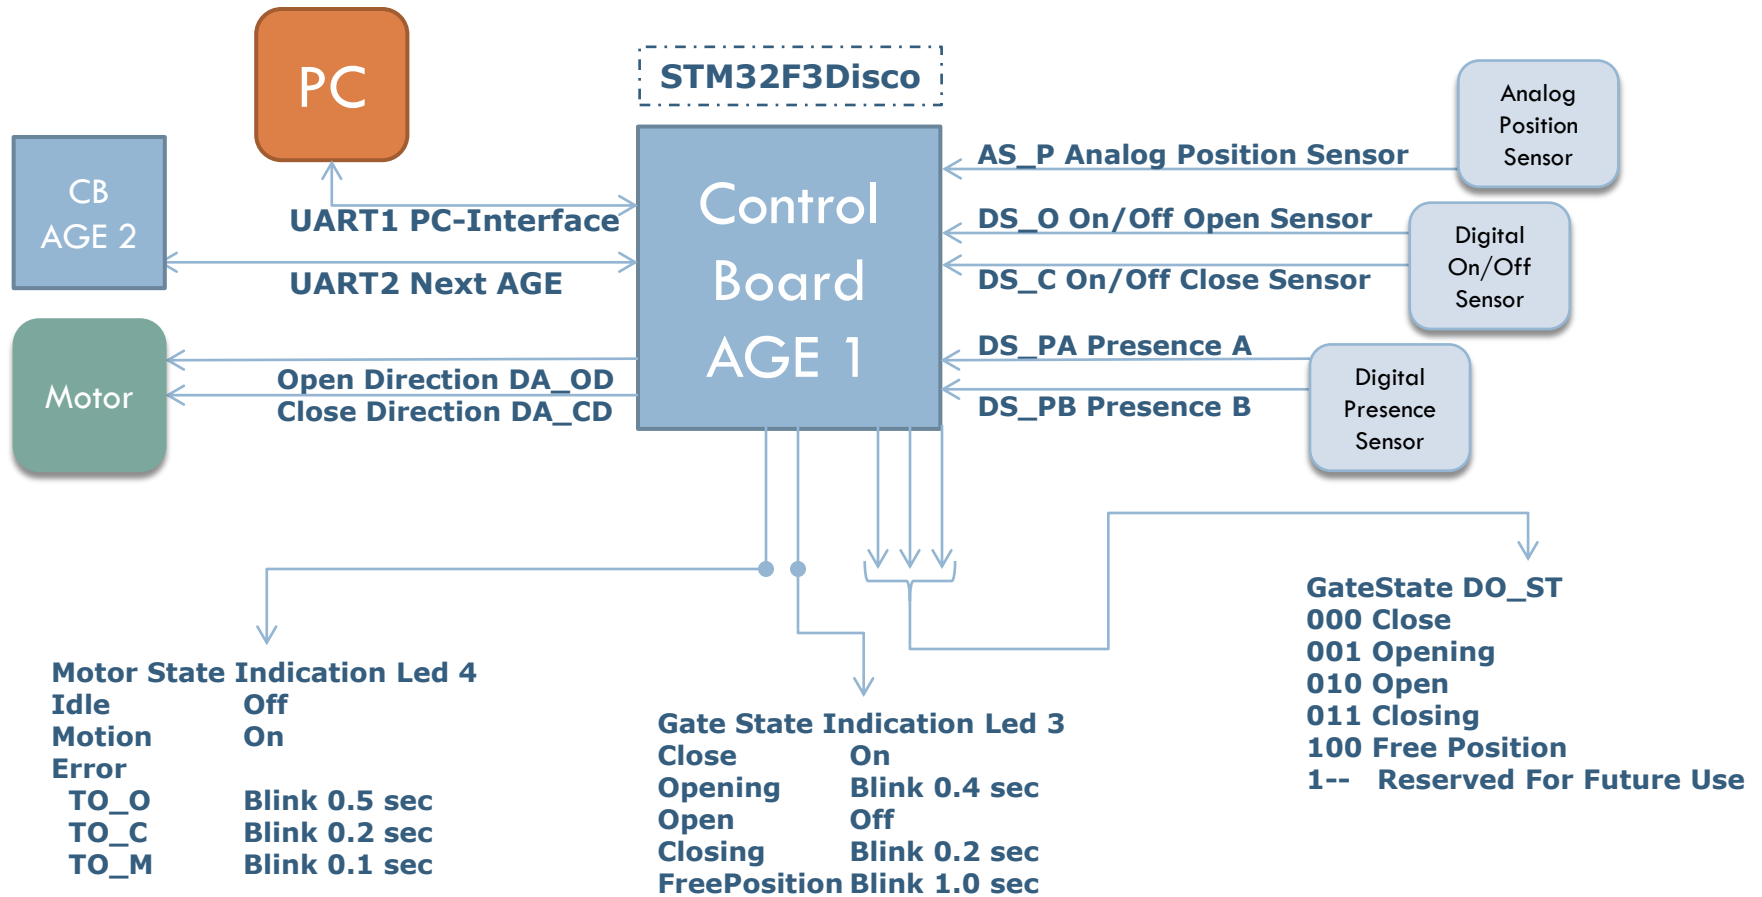 PC
STM32F3Disco
Analog
Position
Sensor
CB
AGE 2
Control
Board
AGE 1
AS_P Analog Position Sensor
UART1 PC-Interface
DS_O On/Off Open Sensor
Digital
On/Off
Sensor
UART2 Next AGE
DS_C On/Off Close Sensor
Motor
DS_PA Presence A
Open Direction DA_OD
Close Direction DA_CD
DS_PB Presence B
Digital
Presence
Sensor
Motor State Indication Led 4
Idle Off
Motion On
Error
TO_O Blink 0.5 sec
TO_C Blink 0.2 sec
TO_M Blink 0.1 sec
Gate State Indication Led 3
Close On
Opening Blink 0.4 sec
Open Off
Closing Blink 0.2 sec
FreePosition Blink 1.0 sec
GateState DO_ST
000 Close
001 Opening
010 Open
011 Closing
100 Free Position
1-- Reserved For Future Use